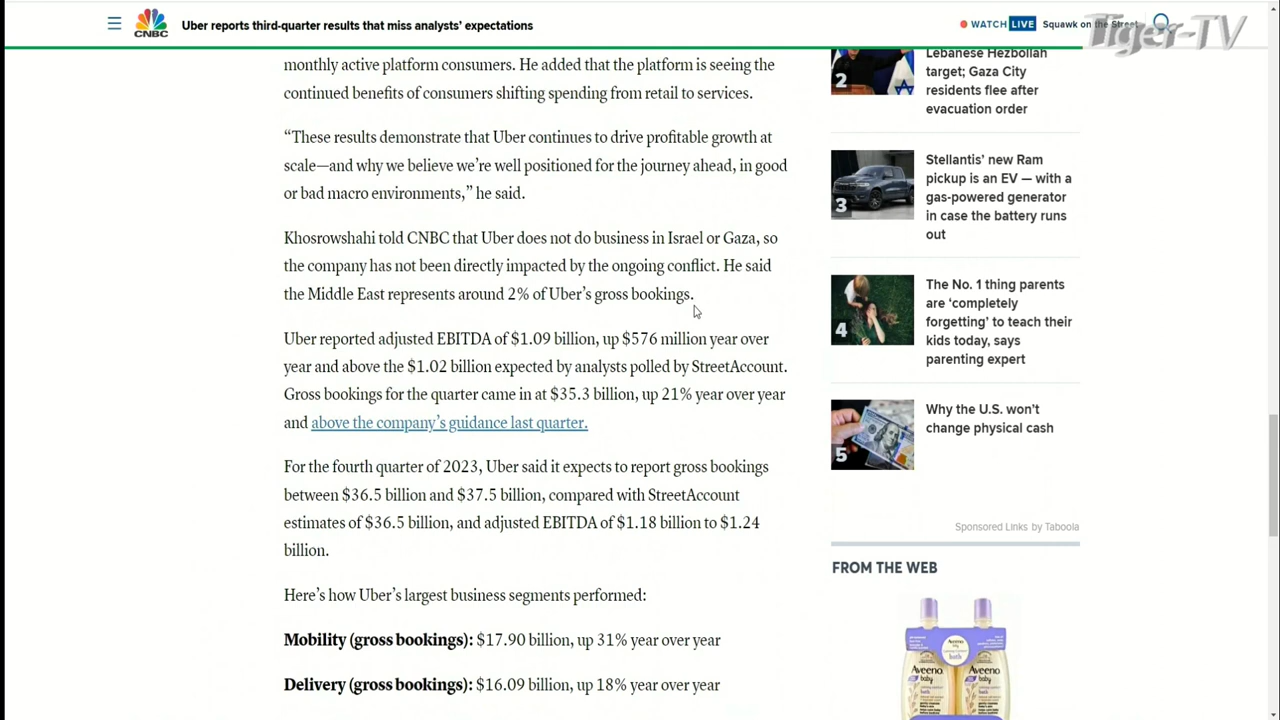 CNBC
Uber reports third-quarter results that miss analysts' expectations
WATCH LIVE Squawk on the Street
Tiger-TV
monthly active platform consumers. He added that the platform is seeing the
continued benefits of consumers shifting spending from retail to services.
“These results demonstrate that Uber continues to drive profitable growth at
scale—and why we believe we’re well positioned for the journey ahead, in good
or bad macro environments,” he said.
Khosrowshahi told CNBC that Uber does not do business in Israel or Gaza, so
the company has not been directly impacted by the ongoing conflict. He said
the Middle East represents around 2% of Uber’s gross bookings.
Uber reported adjusted EBITDA of $1.09 billion, up $576 million year over
year and above the $1.02 billion expected by analysts polled by StreetAccount.
Gross bookings for the quarter came in at $35.3 billion, up 21% year over year
and above the company’s guidance last quarter.
For the fourth quarter of 2023, Uber said it expects to report gross bookings
between $36.5 billion and $37.5 billion, compared with StreetAccount
estimates of $36.5 billion, and adjusted EBITDA of $1.18 billion to $1.24
billion.
Here’s how Uber’s largest business segments performed:
Mobility (gross bookings): $17.90 billion, up 31% year over year
Delivery (gross bookings): $16.09 billion, up 18% year over year
2
Lebanese Hezbollah
target; Gaza City
residents flee after
evacuation order
3
Stellantis’ new Ram
pickup is an EV — with a
gas-powered generator
in case the battery runs
out
4
The No. 1 thing parents
are ‘completely
forgetting’ to teach their
kids today, says
parenting expert
5
Why the U.S. won’t
change physical cash
Sponsored Links by Taboola
FROM THE WEB
Aveeno
baby
Aveeno
baby